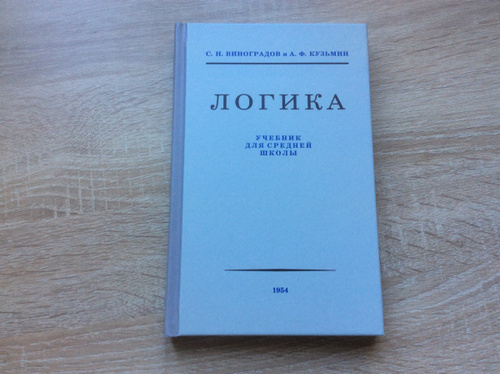 С. Н. ВИНОГРАДОВ и А. Ф. КУЗЬМИН
ЛОГИКА
УЧЕБНИК
ДЛЯ СРЕДНЕЙ
ШКОЛЫ
1954